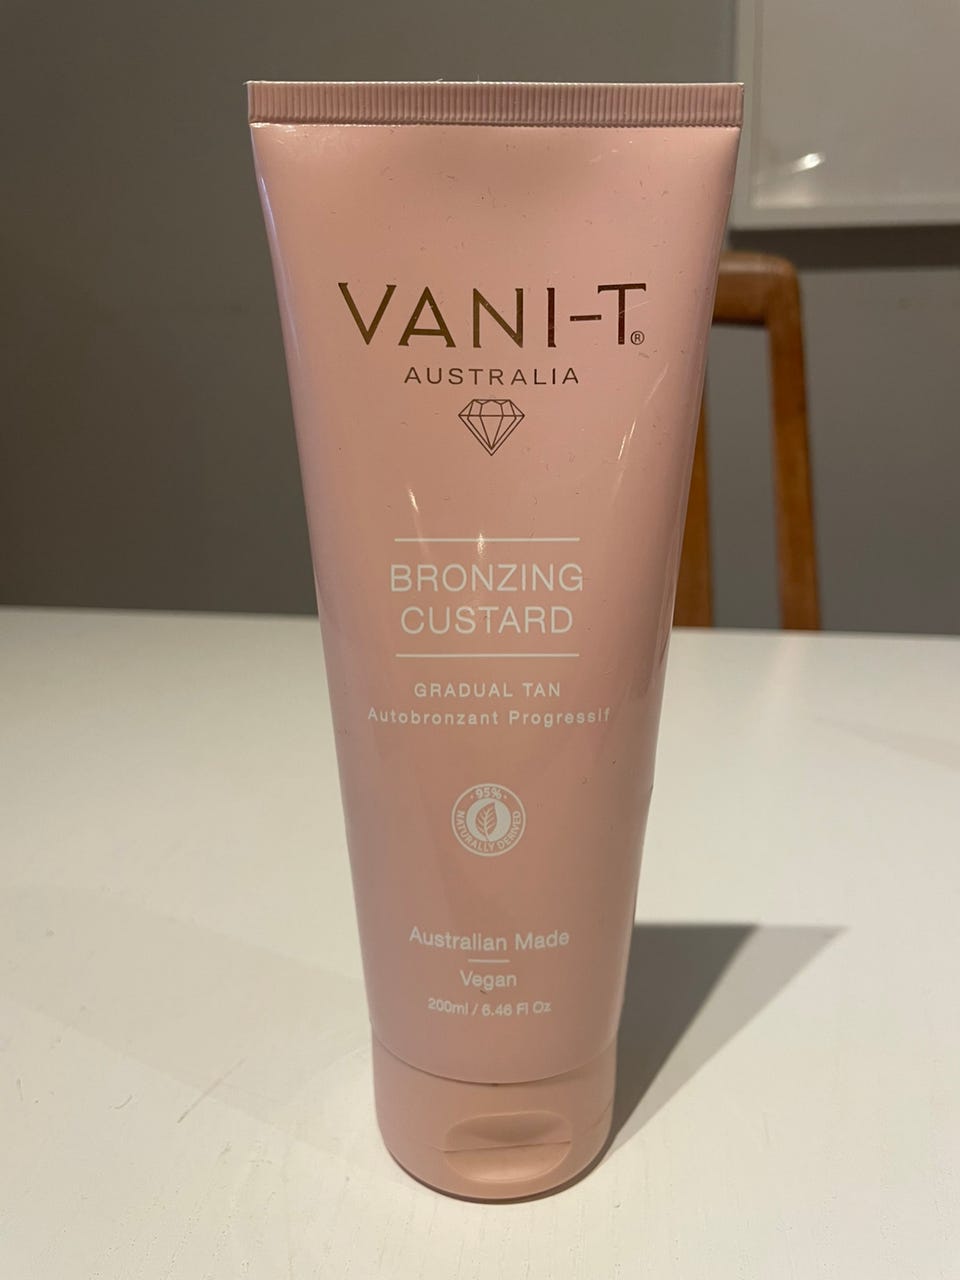 VANI-T®
AUSTRALIA
BRONZING
CUSTARD
GRADUAL TAN
Autobronzant Progressif
95%
NATURALLY DERIVED
Australian Made
Vegan
200ml / 6.46 Fl Oz